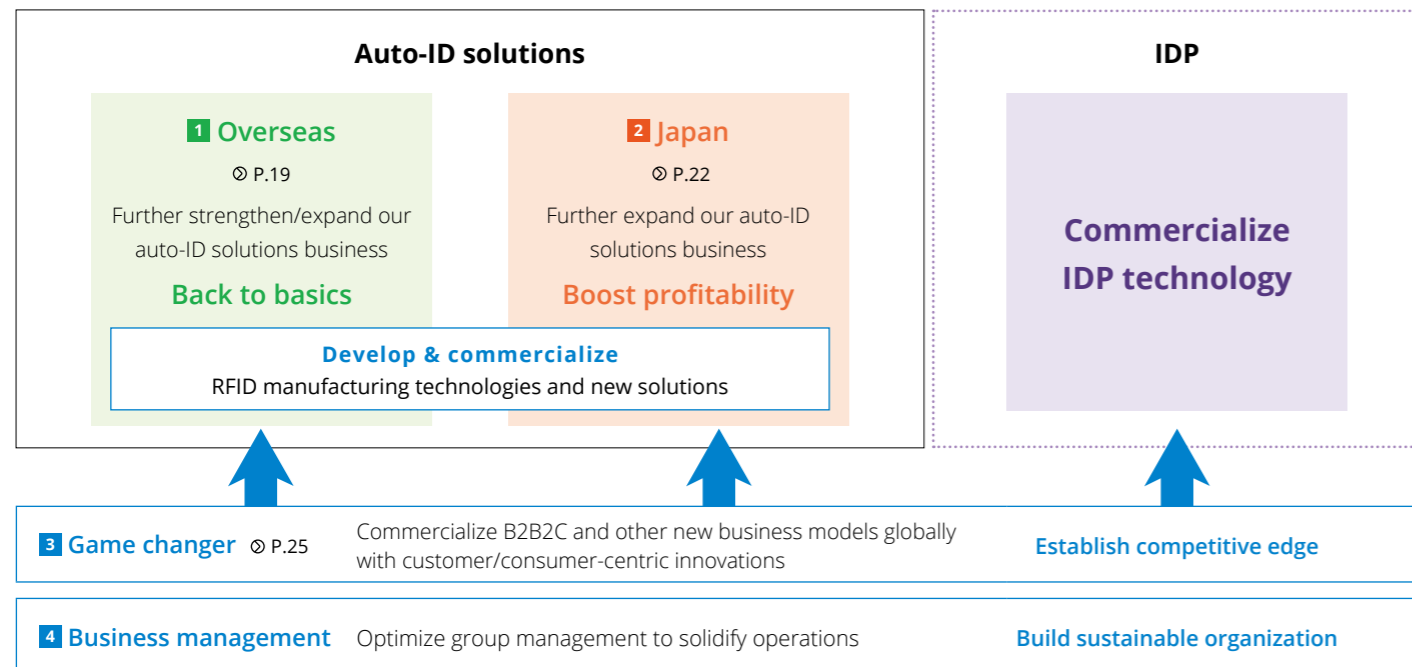 Auto-ID solutions
1 Overseas
P.19
Further strengthen/expand our
auto-ID solutions business
Back to basics
2 Japan
P.22
Further expand our auto-ID
solutions business
Boost profitability
Develop & commercialize
RFID manufacturing technologies and new solutions
IDP
Commercialize
IDP technology
3 Game changer P.25
Commercialize B2B2C and other new business models globally
with customer/consumer-centric innovations
Establish competitive edge
4 Business management
Optimize group management to solidify operations
Build sustainable organization